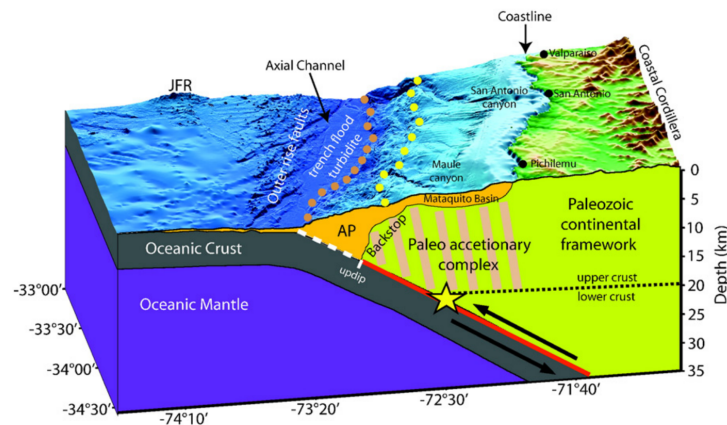 Coastline
Valparaiso
Axial Channel
JFR
San Antonio
canyon
San Antonio
Coastal Cordillera
Outer rise faults
trench flood
turbidite
Maule
canyon
Pichilemu
Mataquito Basin
AP
Backstop
Paleozoic
continental
framework
Oceanic Crust
Paleo accetionary
complex
updip
upper crust
lower crust
Oceanic Mantle
0
5
10
15
20
25
30
35
Depth (km)
-33°00'
-33°30'
-34°00'
-34°30'
-74°10'
-73°20'
-72°30'
-71°40'